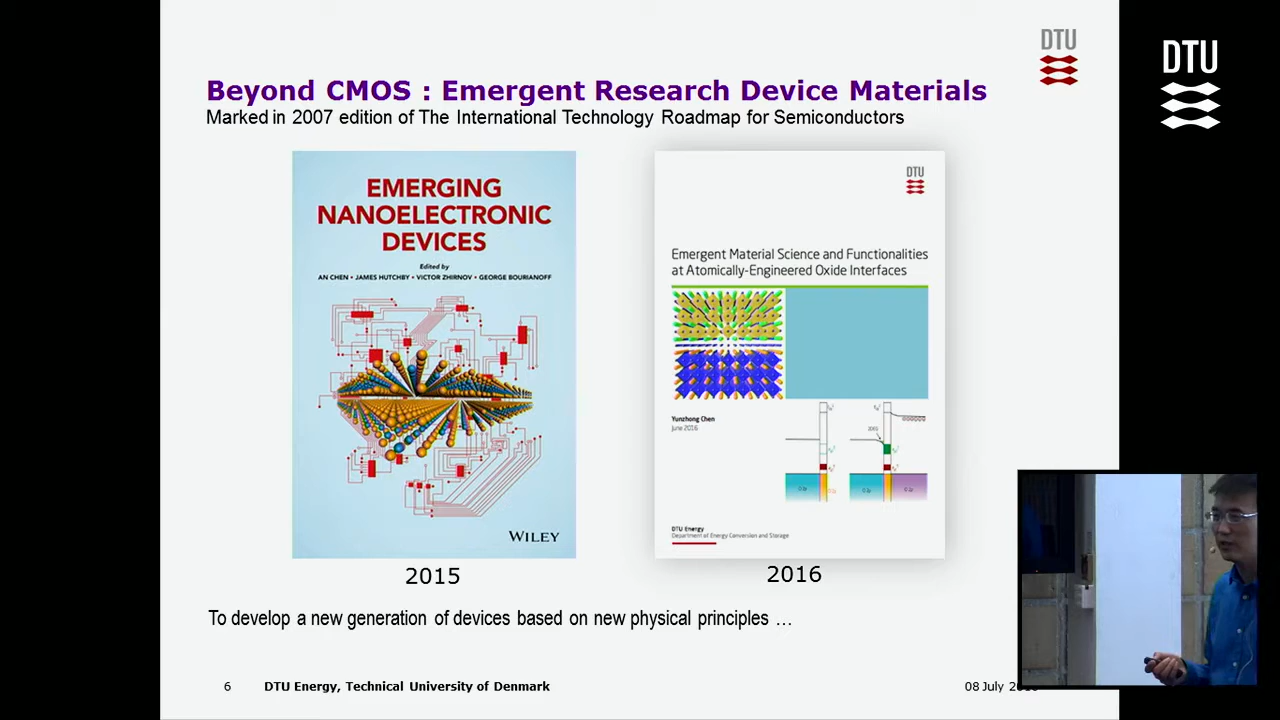 DTU
DTU
Beyond CMOS : Emergent Research Device Materials
Marked in 2007 edition of The International Technology Roadmap for Semiconductors
EMERGING
NANOELECTRONIC
DEVICES
Edited by
AN CHEN • JAMES HUTCHBY • VICTOR ZHIRNOV • GEORGE BOURIANOFF
WILEY
2015
DTU
Emergent Material Science and Functionalities
at Atomically-Engineered Oxide Interfaces
Yunzhong Chen
June 2016
DTU Energy
Department of Energy Conversion and Storage
2016
To develop a new generation of devices based on new physical principles ...
6
DTU Energy, Technical University of Denmark
08 July